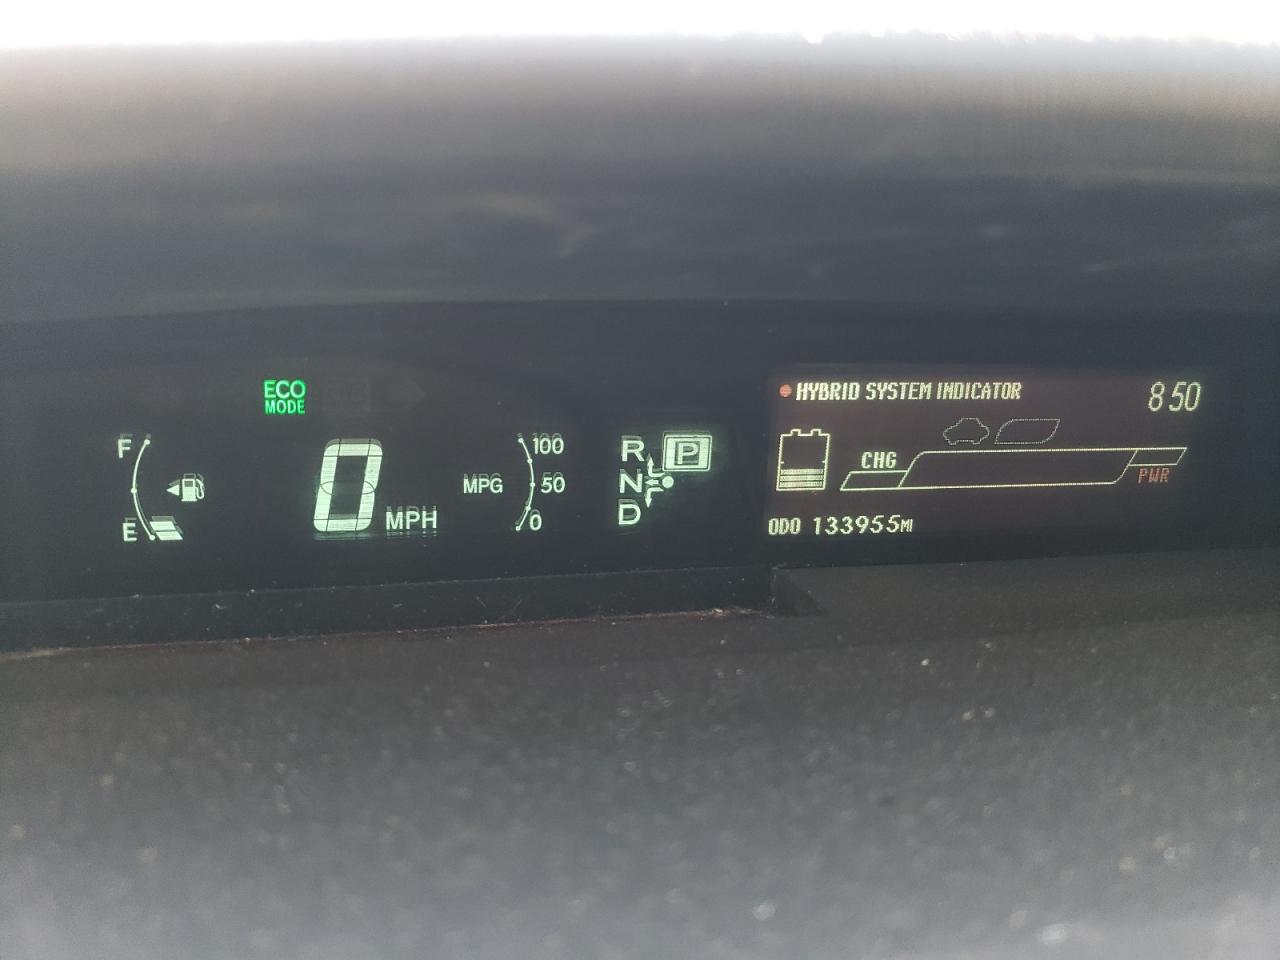 ECO
MODE
F
E
0 MPH
MPG
100
50
0
R
N
D
P
HYBRID SYSTEM INDICATOR 8 50
CHG
PWR
ODO 133955MI